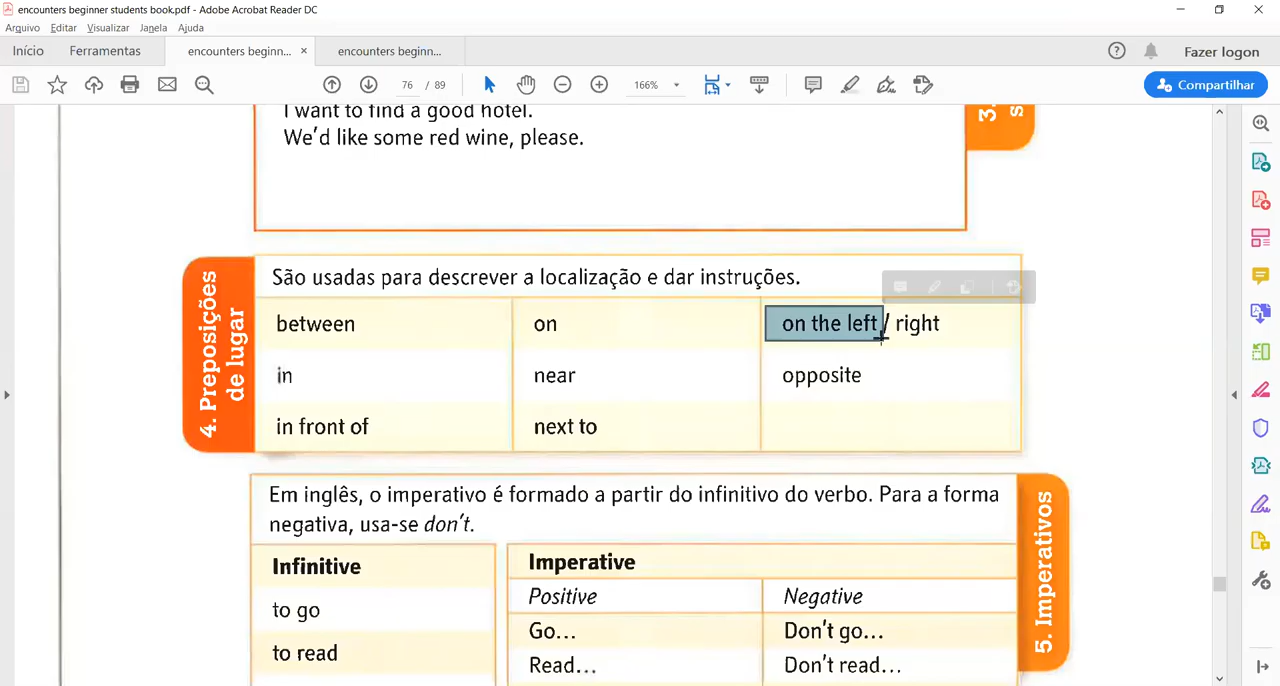 encounters beginner students book.pdf - Adobe Acrobat Reader DC
Arquivo Editar Visualizar Janela Ajuda
Início Ferramentas encounters beginn... × encounters beginn... Fazer logon
76 / 89 166% Compartilhar
I want to find a good hotel.
We'd like some red wine, please.
3.
s
4. Preposições
de lugar
São usadas para descrever a localização e dar instruções.
between on on the left / right
in near opposite
in front of next to
Em inglês, o imperativo é formado a partir do infinitivo do verbo. Para a forma
negativa, usa-se don't.
5. Imperativos
Infinitive Imperative
Positive Negative
to go Go... Don't go...
to read Read... Don't read...